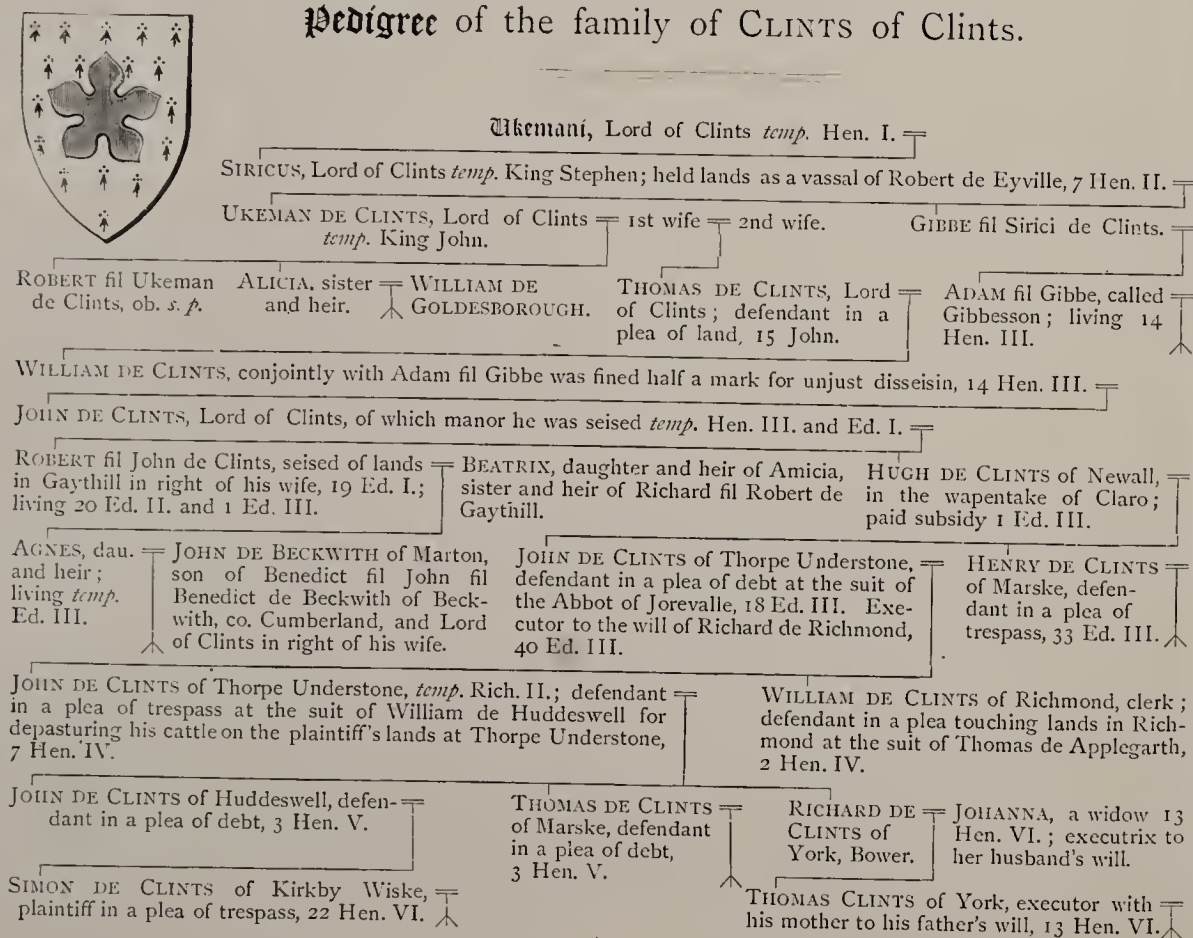 Pedigree of the family of CLINTS of Clints.
Ukemani, Lord of Clints temp. Hen. I.
SIRICUS, Lord of Clints temp. King Stephen; held lands as a vassal of Robert de Eyville, 7 Hen. II.
UKEMAN DE CLINTS, Lord of Clints
temp. King John.
1st wife
2nd wife.
GIBBE fil Sirici de Clints.
ROBERT fil Ukeman
de Clints, ob. s. p.
ALICIA, sister
and heir.
WILLIAM DE
GOLDESBOROUGH.
THOMAS DE CLINTS, Lord
of Clints; defendant in a
plea of land, 15 John.
ADAM fil Gibbe, called
Gibbesson; living 14
Hen. III.
WILLIAM DE CLINTS, conjointly with Adam fil Gibbe was fined half a mark for unjust disseisin, 14 Hen. III.
JOHN DE CLINTS, Lord of Clints, of which manor he was seised temp. Hen. III. and Ed. I.
ROBERT fil John de Clints, seised of lands
in Gaythill in right of his wife, 19 Ed. I.;
living 20 Ed. II. and 1 Ed. III.
BEATRIX, daughter and heir of Amicia,
sister and heir of Richard fil Robert de
Gaythill.
HUGH DE CLINTS of Newall,
in the wapentake of Claro;
paid subsidy 1 Ed. III.
AGNES, dau.
and heir;
living temp.
Ed. III.
JOHN DE BECKWITH of Marton,
son of Benedict fil John fil
Benedict de Beckwith of Beck-
with, co. Cumberland, and Lord
of Clints in right of his wife.
JOHN DE CLINTS of Thorpe Understone,
defendant in a plea of debt at the suit of
the Abbot of Jorevalle, 18 Ed. III. Exe-
cutor to the will of Richard de Richmond,
40 Ed. III.
HENRY DE CLINTS
of Marske, defen-
dant in a plea of
trespass, 33 Ed. III.
JOHN DE CLINTS of Thorpe Understone, temp. Rich. II.; defendant
in a plea of trespass at the suit of William de Huddeswell for
depasturing his cattle on the plaintiff's lands at Thorpe Understone,
7 Hen. IV.
WILLIAM DE CLINTS of Richmond, clerk;
defendant in a plea touching lands in Rich-
mond at the suit of Thomas de Applegarth,
2 Hen. IV.
JOHN DE CLINTS of Huddeswell, defen-
dant in a plea of debt, 3 Hen. V.
THOMAS DE CLINTS
of Marske, defendant
in a plea of debt,
3 Hen. V.
RICHARD DE
CLINTS of
York, Bower.
JOHANNA, a widow 13
Hen. VI.; executrix to
her husband's will.
SIMON DE CLINTS of Kirkby Wiske,
plaintiff in a plea of trespass, 22 Hen. VI.
THOMAS CLINTS of York, executor with
his mother to his father's will, 13 Hen. VI.